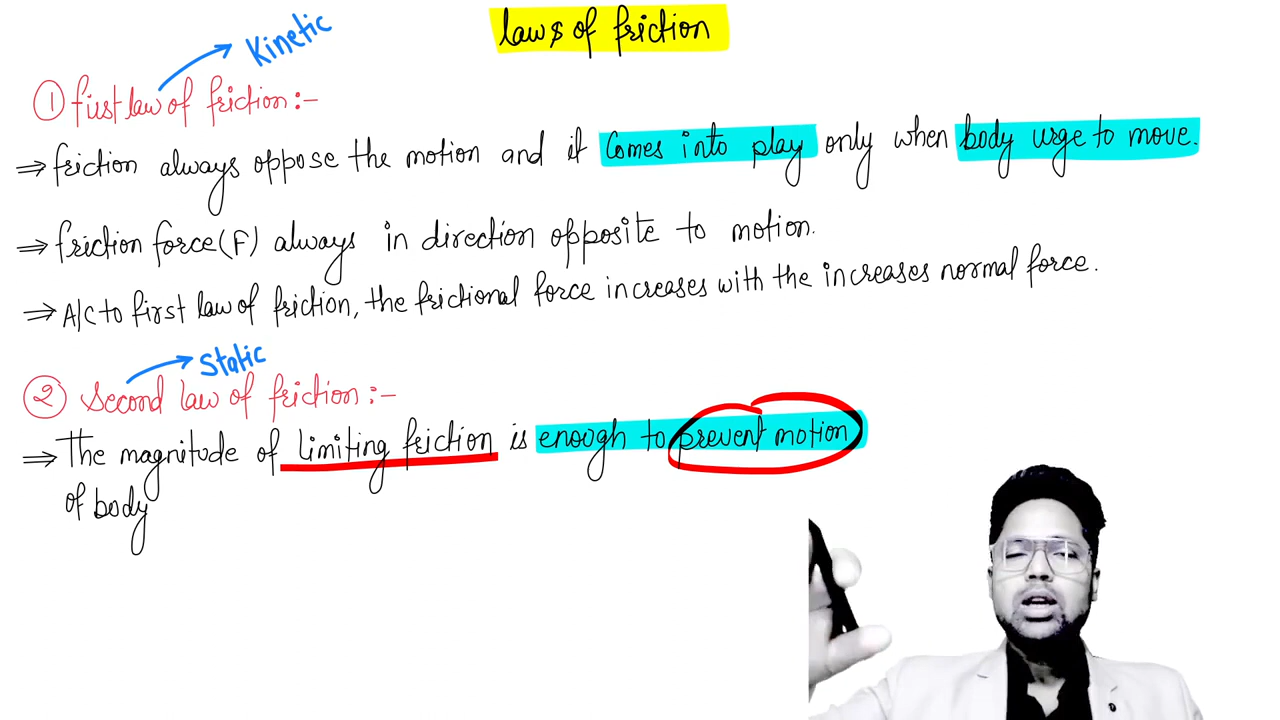 laws of friction
Kinetic
① first law of friction :-
⇒ friction always oppose the motion and it comes into play only when body urge to move.
⇒ friction force (F) always in direction opposite to motion.
⇒ A/c to first law of friction, the frictional force increases with the increases normal force.
Static
② Second law of friction :-
⇒ The magnitude of limiting friction is enough to prevent motion
of body